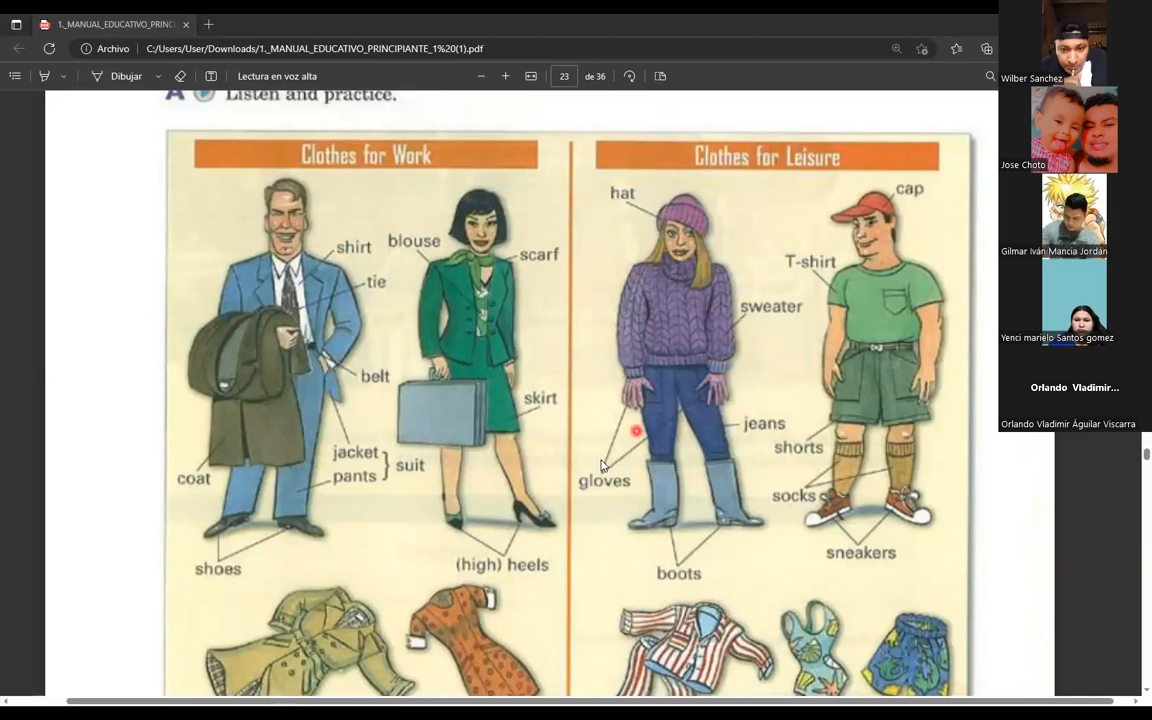 1._MANUAL_EDUCATIVO_PRINC
Archivo
C:/Users/User/Downloads/1._MANUAL_EDUCATIVO_PRINCIPIANTE_1%20(1).pdf
Dibujar
Lectura en voz alta
23
de 36
A Listen and practice.
Clothes for Work
Clothes for Leisure
shirt
tie
blouse
scarf
belt
skirt
jacket
pants
suit
coat
shoes
(high) heels
hat
cap
T-shirt
sweater
jeans
shorts
gloves
socks
sneakers
boots
Wilber Sanchez
Jose Choto
Gilmar Iván Mancia Jordán
Yenci marielo Santos gomez
Orlando Vladimir...
Orlando Vladimir Águilar Viscarra